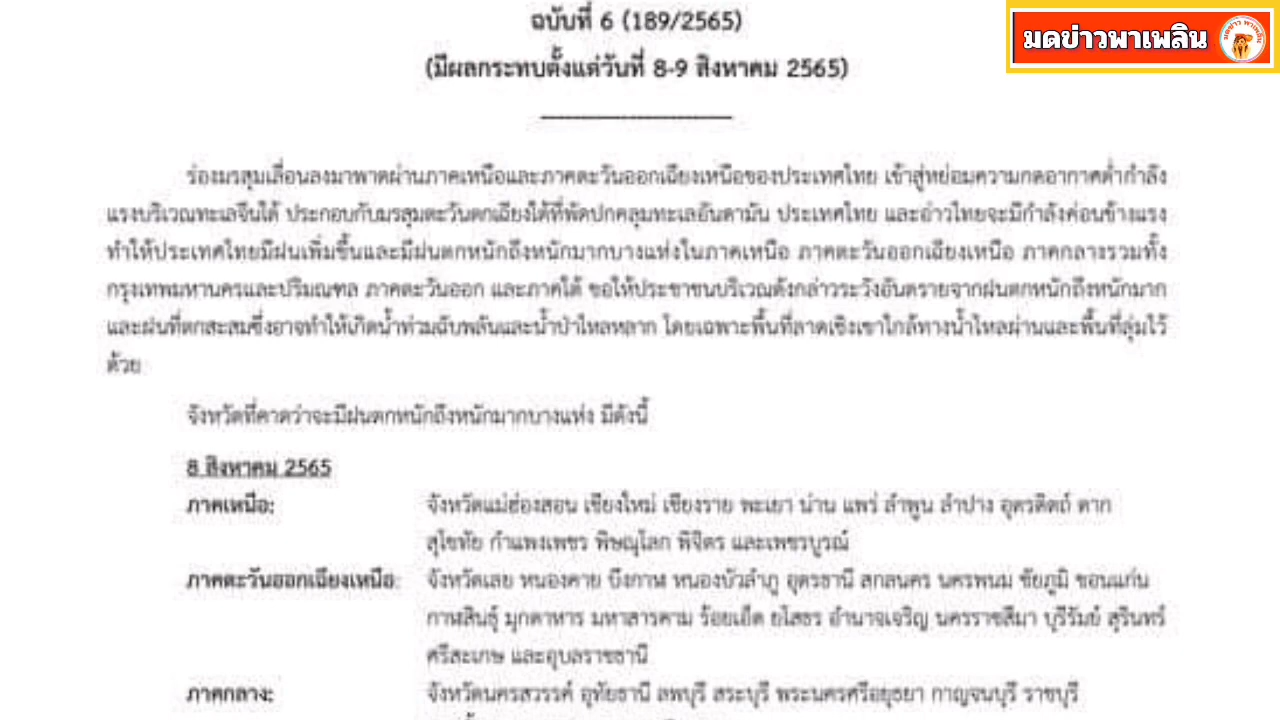 ฉบับที่ 6 (189/2565)
มดข่าวพาเพลิน
มดข่าว พาเพลิน
(มีผลกระทบตั้งแต่วันที่ 8-9 สิงหาคม 2565)
ร่องมรสุมเลื่อนลงมาพาดผ่านภาคเหนือและภาคตะวันออกเฉียงเหนือของประเทศไทย เข้าสู่หย่อมความกดอากาศต่ำกำลัง
แรงบริเวณทะเลจีนใต้ ประกอบกับมรสุมตะวันตกเฉียงใต้ที่พัดปกคลุมทะเลอันดามัน ประเทศไทย และอ่าวไทยจะมีกำลังค่อนข้างแรง
ทำให้ประเทศไทยมีฝนเพิ่มขึ้นและมีฝนตกหนักถึงหนักมากบางแห่งในภาคเหนือ ภาคตะวันออกเฉียงเหนือ ภาคกลางรวมทั้ง
กรุงเทพมหานครและปริมณฑล ภาคตะวันออก และภาคใต้ ขอให้ประชาชนบริเวณดังกล่าวระวังอันตรายจากฝนตกหนักถึงหนักมาก
และฝนที่ตกสะสมซึ่งอาจทำให้เกิดน้ำท่วมฉับพลันและน้ำป่าไหลหลาก โดยเฉพาะพื้นที่ลาดเชิงเขาใกล้ทางน้ำไหลผ่านและพื้นที่ลุ่มไว้
ด้วย
จังหวัดที่คาดว่าจะมีฝนตกหนักถึงหนักมากบางแห่ง มีดังนี้
8 สิงหาคม 2565
ภาคเหนือ: จังหวัดแม่ฮ่องสอน เชียงใหม่ เชียงราย พะเยา น่าน แพร่ ลำพูน ลำปาง อุตรดิตถ์ ตาก
สุโขทัย กำแพงเพชร พิษณุโลก พิจิตร และเพชรบูรณ์
ภาคตะวันออกเฉียงเหนือ: จังหวัดเลย หนองคาย บึงกาฬ หนองบัวลำภู อุดรธานี สกลนคร นครพนม ชัยภูมิ ขอนแก่น
กาฬสินธุ์ มุกดาหาร มหาสารคาม ร้อยเอ็ด ยโสธร อำนาจเจริญ นครราชสีมา บุรีรัมย์ สุรินทร์
ศรีสะเกษ และอุบลราชธานี
ภาคกลาง: จังหวัดนครสวรรค์ อุทัยธานี ลพบุรี สระบุรี พระนครศรีอยุธยา กาญจนบุรี ราชบุรี